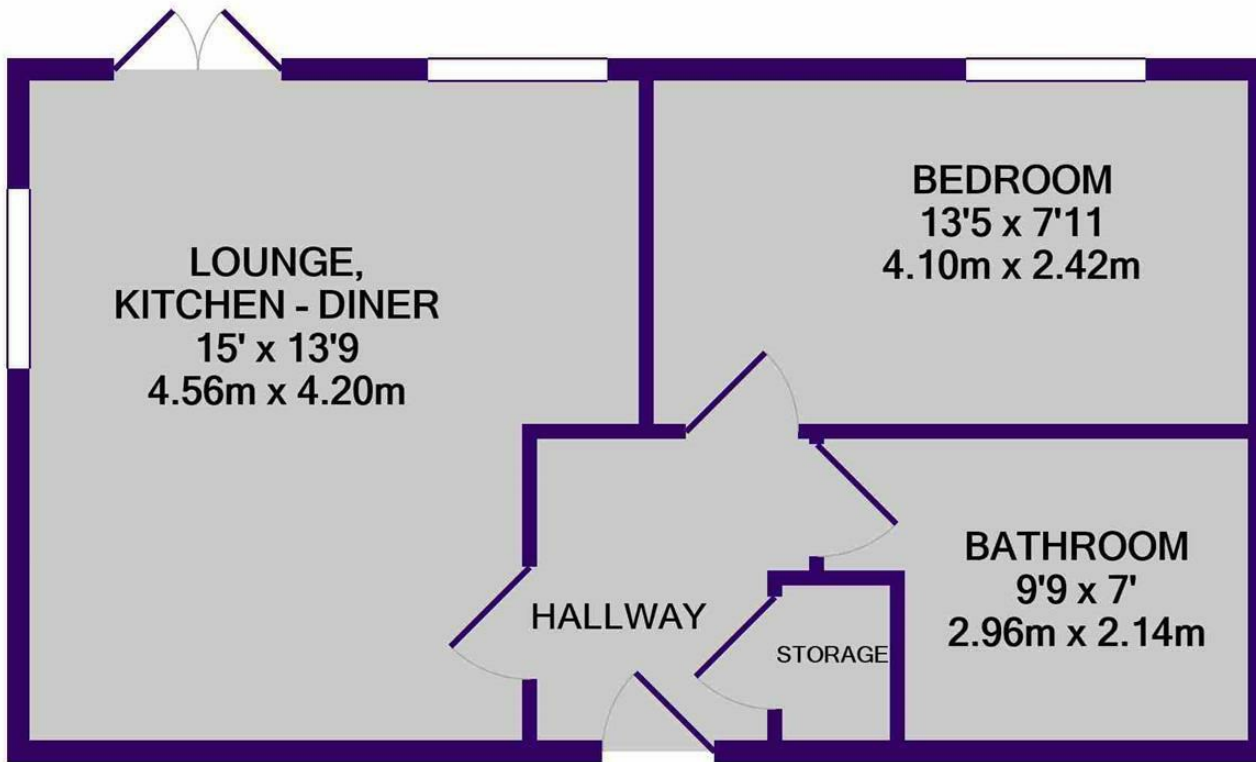 LOUNGE,
KITCHEN - DINER
15' x 13'9
4.56m x 4.20m
BEDROOM
13'5 x 7'11
4.10m x 2.42m
HALLWAY
STORAGE
BATHROOM
9'9 x 7'
2.96m x 2.14m